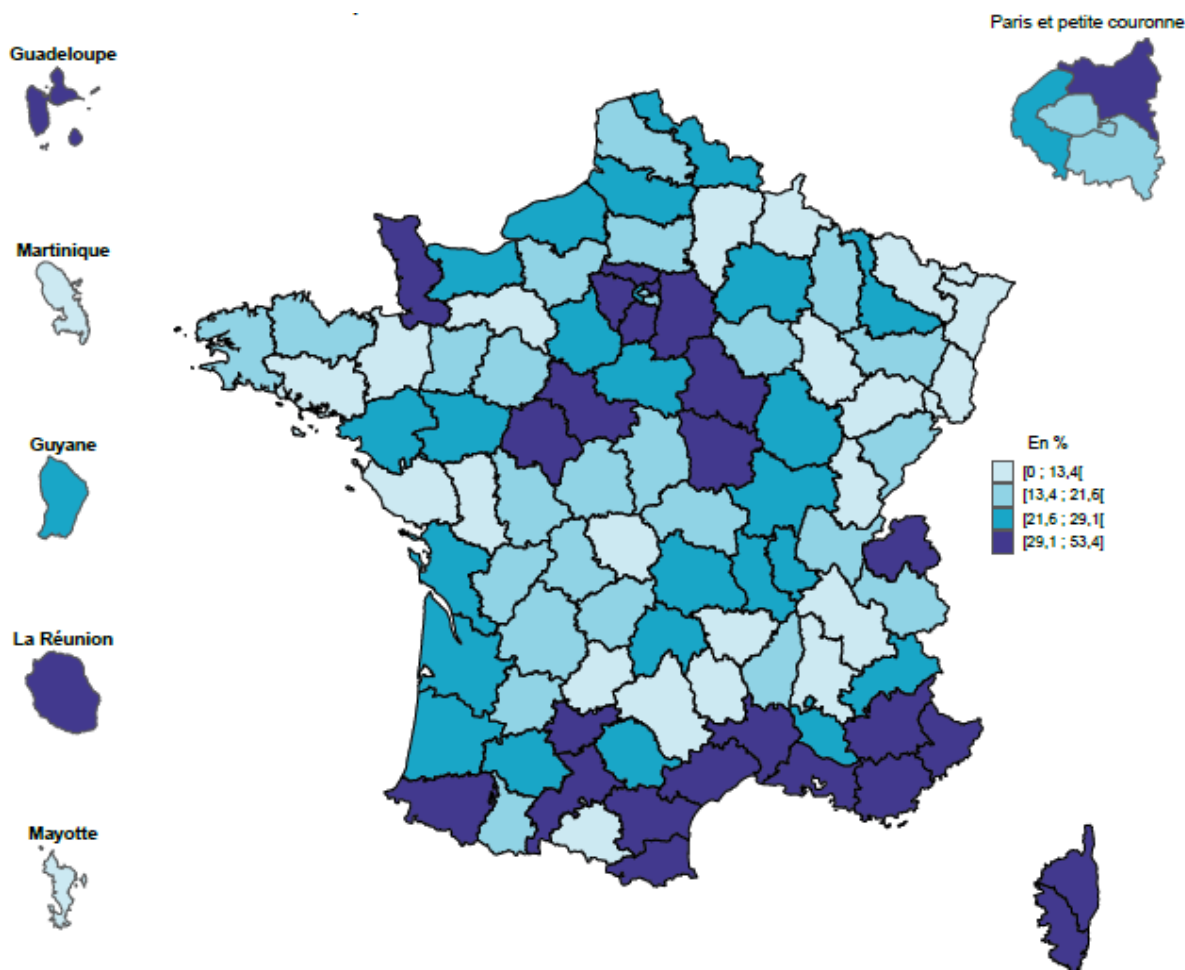 Paris et petite couronne
Guadeloupe
Martinique
Guyane
La Réunion
Mayotte
En %
[0 ; 13,4[
[13,4 ; 21,6[
[21,6 ; 29,1[
[29,1 ; 53,4]